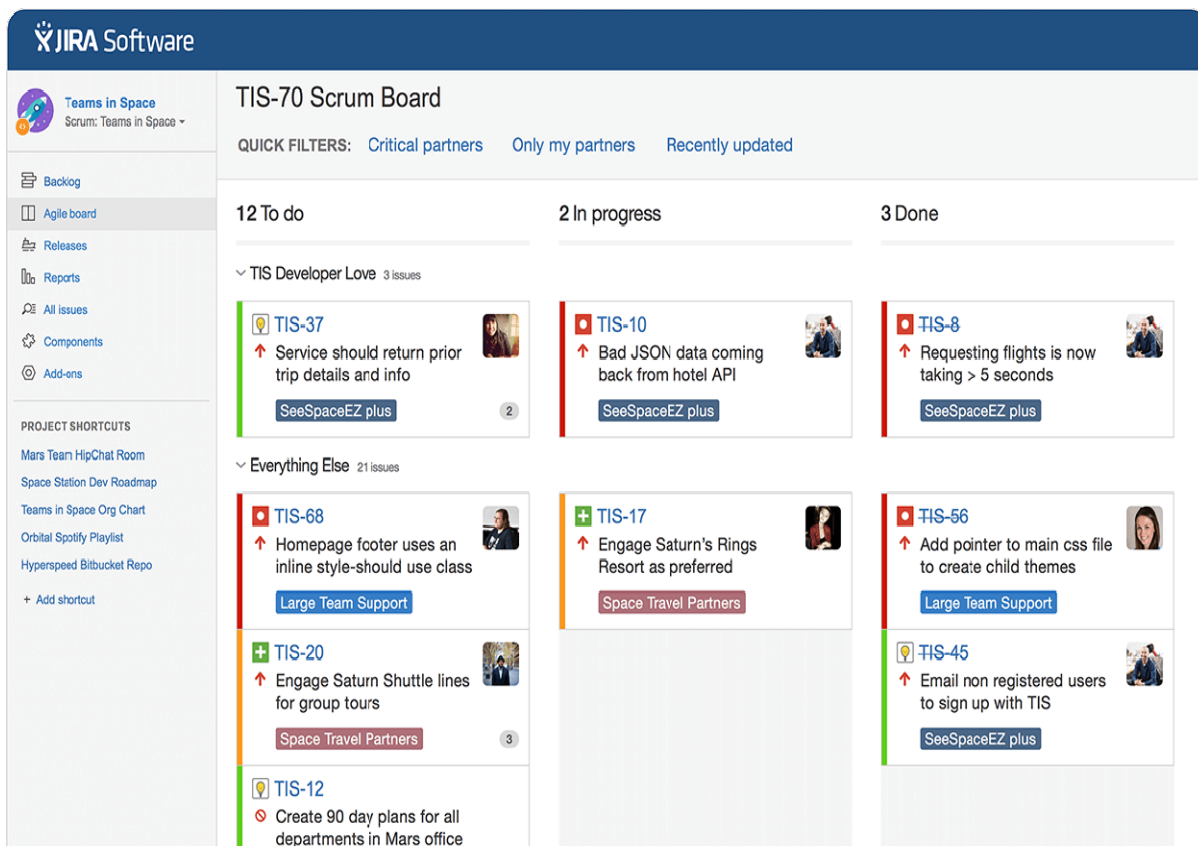 JIRA Software
Teams in Space
Scrum: Teams in Space
Backlog
Agile board
Releases
Reports
All issues
Components
Add-ons
PROJECT SHORTCUTS
Mars Team HipChat Room
Space Station Dev Roadmap
Teams in Space Org Chart
Orbital Spotify Playlist
Hyperspeed Bitbucket Repo
+ Add shortcut
TIS-70 Scrum Board
QUICK FILTERS: Critical partners Only my partners Recently updated
12 To do
2 In progress
3 Done
TIS Developer Love 3 issues
TIS-37
Service should return prior
trip details and info
SeeSpaceEZ plus
2
TIS-10
Bad JSON data coming
back from hotel API
SeeSpaceEZ plus
TIS-8
Requesting flights is now
taking > 5 seconds
SeeSpaceEZ plus
Everything Else 21 issues
TIS-68
Homepage footer uses an
inline style-should use class
Large Team Support
TIS-20
Engage Saturn Shuttle lines
for group tours
Space Travel Partners
3
TIS-12
Create 90 day plans for all
departments in Mars office
TIS-17
Engage Saturn's Rings
Resort as preferred
Space Travel Partners
TIS-56
Add pointer to main css file
to create child themes
Large Team Support
TIS-45
Email non registered users
to sign up with TIS
SeeSpaceEZ plus